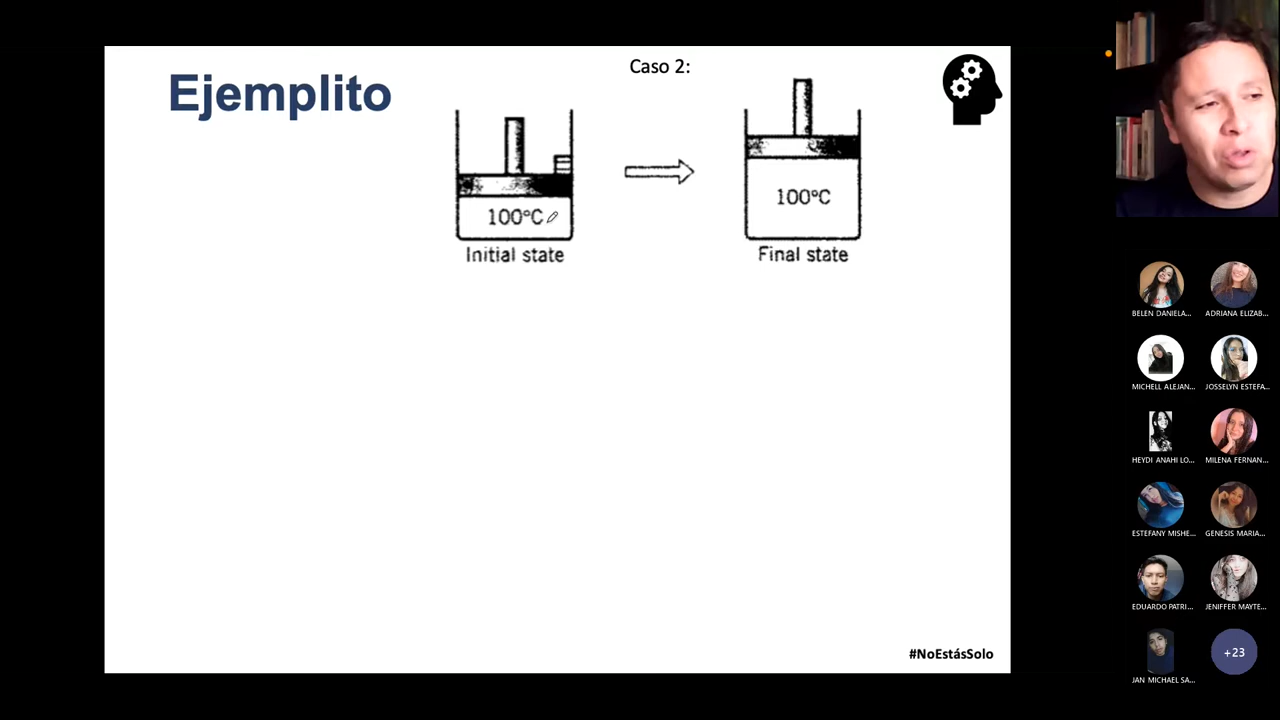 Ejemplito
Caso 2:
100°C
Initial state
100°C
Final state
#NoEstásSolo
BELEN DANIELA...
ADRIANA ELIZAB...
MICHELL ALEJAN...
JOSSELYN ESTEFA...
HEYDI ANAHI LO...
MILENA FERNAN...
ESTEFANY MISHE...
GENESIS MARIA...
EDUARDO PATRI...
JENIFFER MAYTE...
JAN MICHAEL SA...
+23